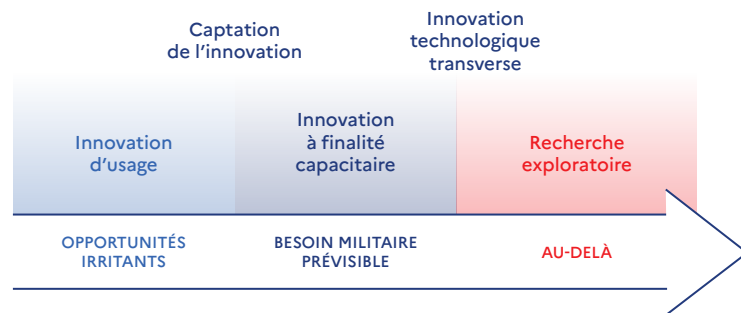 Captation
de l'innovation
Innovation
technologique
transverse
Innovation
d'usage
Innovation
à finalité
capacitaire
Recherche
exploratoire
OPPORTUNITÉS
IRRITANTS
BESOIN MILITAIRE
PRÉVISIBLE
AU-DELÀ